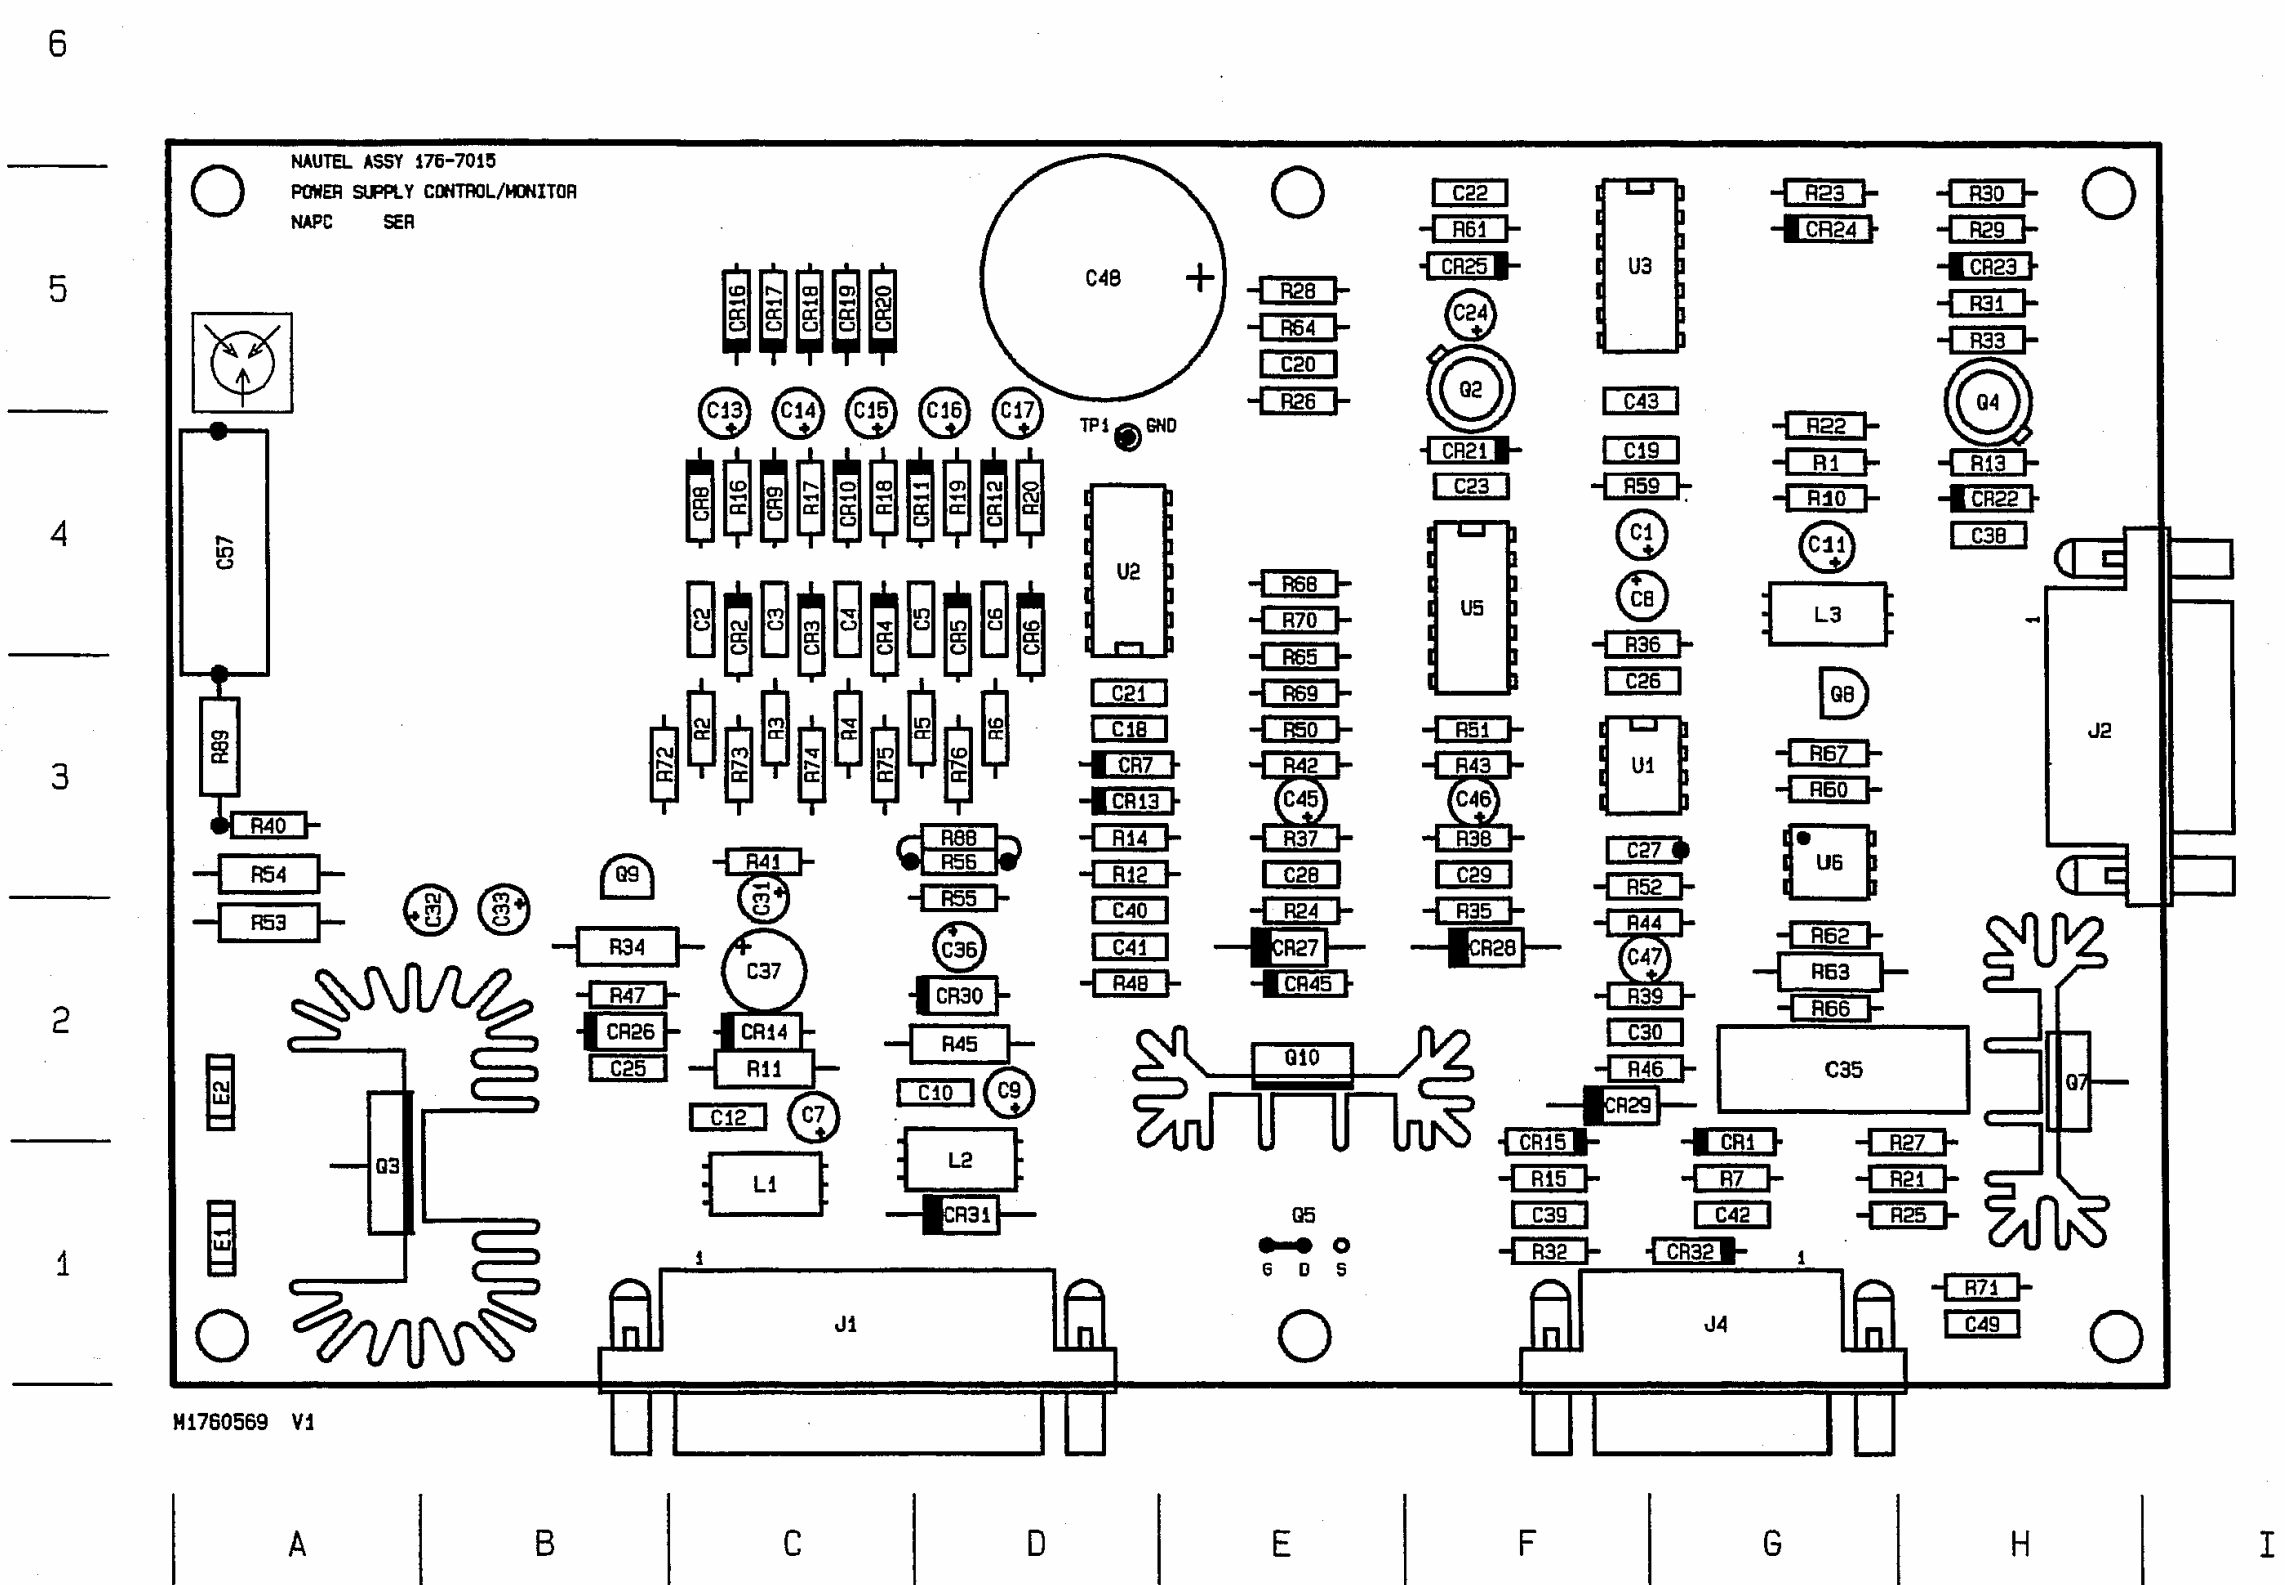 6
NAUTEL ASSY 176-7015
POWER SUPPLY CONTROL/MONITOR
NAPC SER
C22 R23 R30
R61 CR24 R29
C48 CR25 U3 CR23
5
R28 R31
CR16 CR17 CR18 CR19 CR20 R64 C24 R33
C20
Q2 Q4
R26 C43
C13 C14 C15 C16 C17
TP1 GND R22
CR21 C19 R1 R13
CR8 R16 CR9 R17 CR10 R18 CR11 R19 CR12 R20 C23 R59 R10 CR22
4
C57 C1 C11 C38
U2 R68 U5 C8 L3
C2 CR2 C3 CR3 C4 CR4 C5 CR5 C6 CR6 R70 1
R65 R36
C21 R69 C26 Q8
R89 R72 R2 R73 R3 R74 R4 R75 R5 R76 R6 C18 R50 R51 J2
3
CR7 R42 R43 U1 R67
CR13 C45 C46 R60
R40 R88 R14 R37 R38
R41 R56 C27 U6
R54 Q9 R12 C28 C29 R52
C31 R55
R53 C32 C33 C40 R24 R35 R44
R34 C36 C41 CR27 CR28 R62
C37 C47 R63
R47 CR30 R48 CR45 R39 R66
2
CR26 CR14 R45 C30
C25 R11 Q10 R46 C35 Q7
E2 C10 C9
C12 C7 CR29
CR15 CR1 R27
Q3 L2
L1 R15 R7 R21
CR31 Q5 C39 C42 R25
E1
1
1 G D S R32 CR32 1
R71
J1 J4 C49
M1760569 V1
A B C D E F G H I